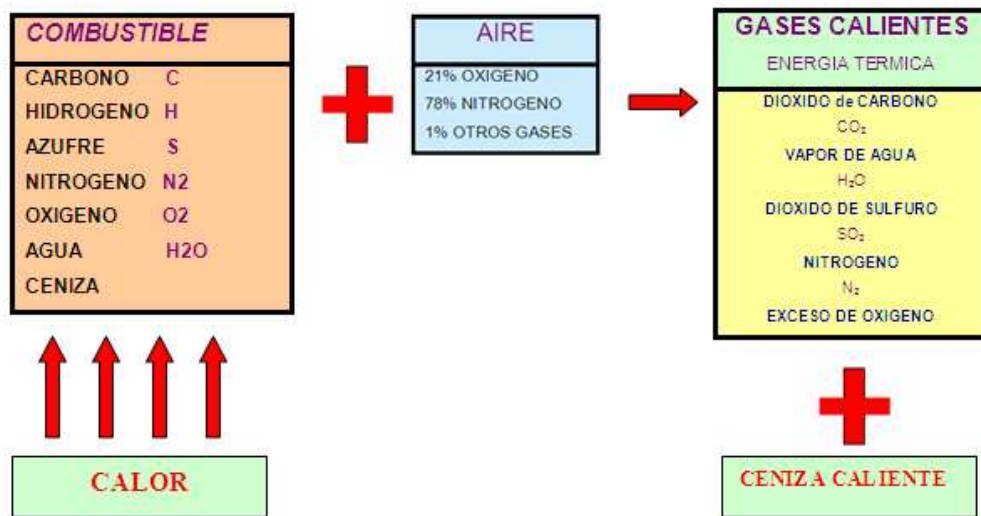 COMBUSTIBLE
CARBONO C
HIDROGENO H
AZUFRE S
NITROGENO N2
OXIGENO O2
AGUA H2O
CENIZA
AIRE
21% OXIGENO
78% NITROGENO
1% OTROS GASES
GASES CALIENTES
ENERGIA TERMICA
DIOXIDO de CARBONO
CO₂
VAPOR DE AGUA
H₂O
DIOXIDO DE SULFURO
SO₂
NITROGENO
N₂
EXCESO DE OXIGENO
CALOR
CENIZA CALIENTE